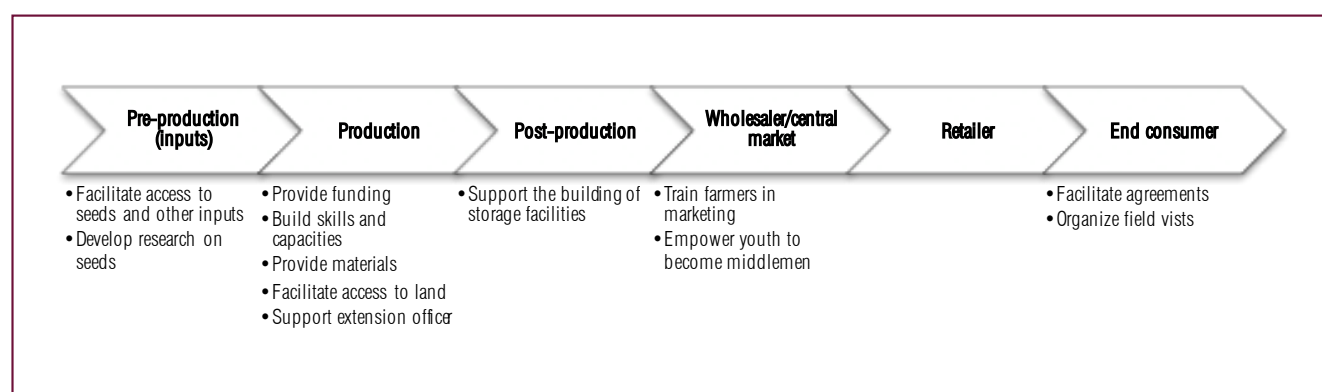 Pre-production
(inputs)
Production
Post-production
Wholesaler/central
market
Retailer
End consumer
• Facilitate access to
seeds and other inputs
• Develop research on
seeds
• Provide funding
• Build skills and
capacities
• Provide materials
• Facilitate access to land
• Support extension officer
• Support the building of
storage facilities
• Train farmers in
marketing
• Empower youth to
become middlemen
• Facilitate agreements
• Organize field vists